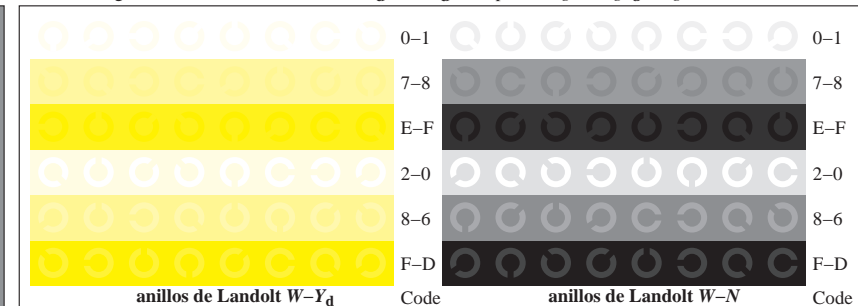 0–1 0–1
7–8 7–8
E–F E–F
2–0 2–0
8–6 8–6
F–D F–D
anillos de Landolt W–Yd Code anillos de Landolt W–N Code